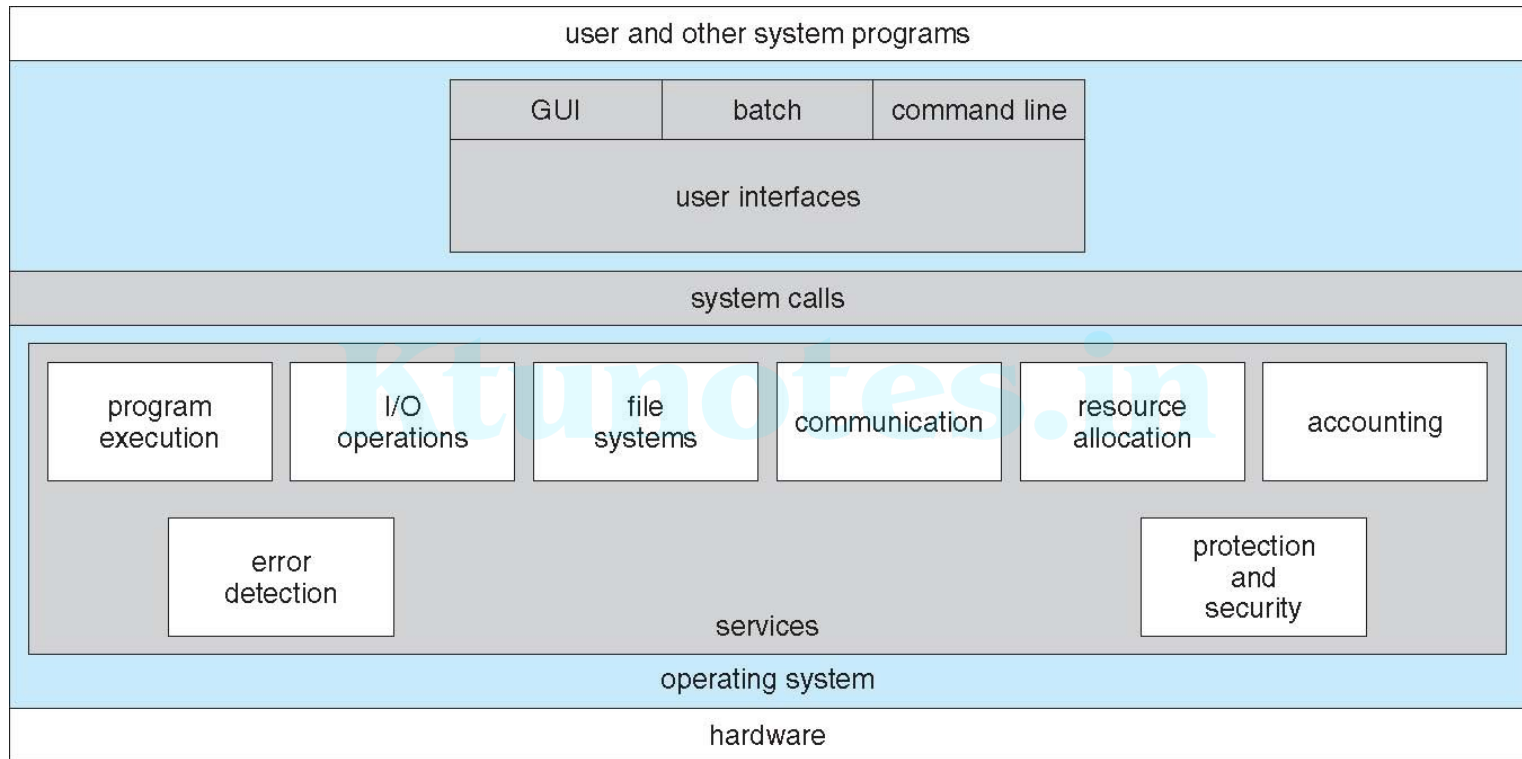 user and other system programs
GUI
batch
command line
user interfaces
system calls
program
execution
I/O
operations
file
systems
communication
resource
allocation
accounting
error
detection
protection
and
security
services
operating system
hardware
Ktunotes.in